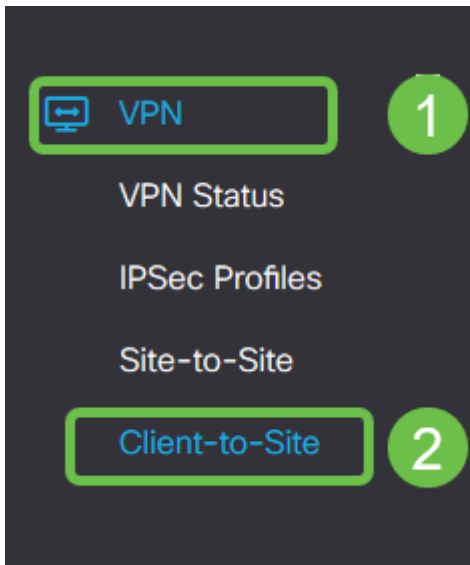 VPN 1
VPN Status
IPSec Profiles
Site-to-Site
Client-to-Site 2